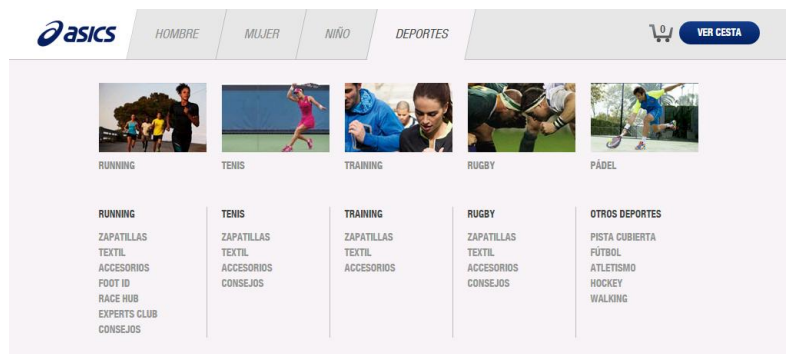 asics
HOMBRE
MUJER
NIÑO
DEPORTES
0
VER CESTA
RUNNING
TENIS
TRAINING
RUGBY
PÁDEL
RUNNING
ZAPATILLAS
TEXTIL
ACCESORIOS
FOOT ID
RACE HUB
EXPERTS CLUB
CONSEJOS
TENIS
ZAPATILLAS
TEXTIL
ACCESORIOS
CONSEJOS
TRAINING
ZAPATILLAS
TEXTIL
ACCESORIOS
RUGBY
ZAPATILLAS
TEXTIL
ACCESORIOS
CONSEJOS
OTROS DEPORTES
PISTA CUBIERTA
FÚTBOL
ATLETISMO
HOCKEY
WALKING